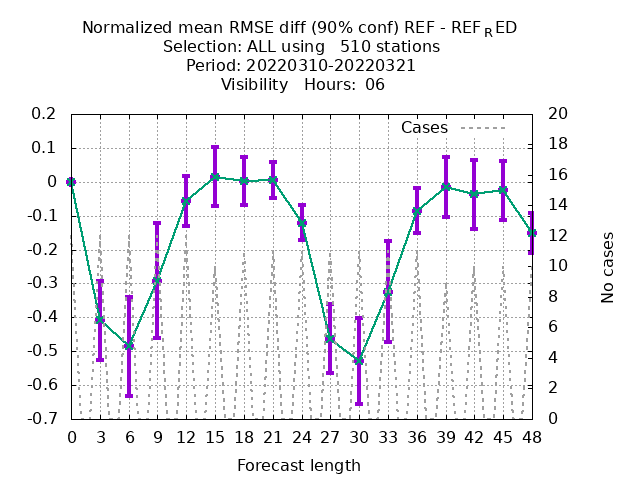 Normalized mean RMSE diff (90% conf) REF - REF_RED
Selection: ALL using 510 stations
Period: 20220310-20220321
Visibility Hours: 06
Cases
0.2
0.1
0
-0.1
-0.2
-0.3
-0.4
-0.5
-0.6
-0.7
20
18
16
14
12
10
8
6
4
2
0
No cases
0 3 6 9 12 15 18 21 24 27 30 33 36 39 42 45 48
Forecast length